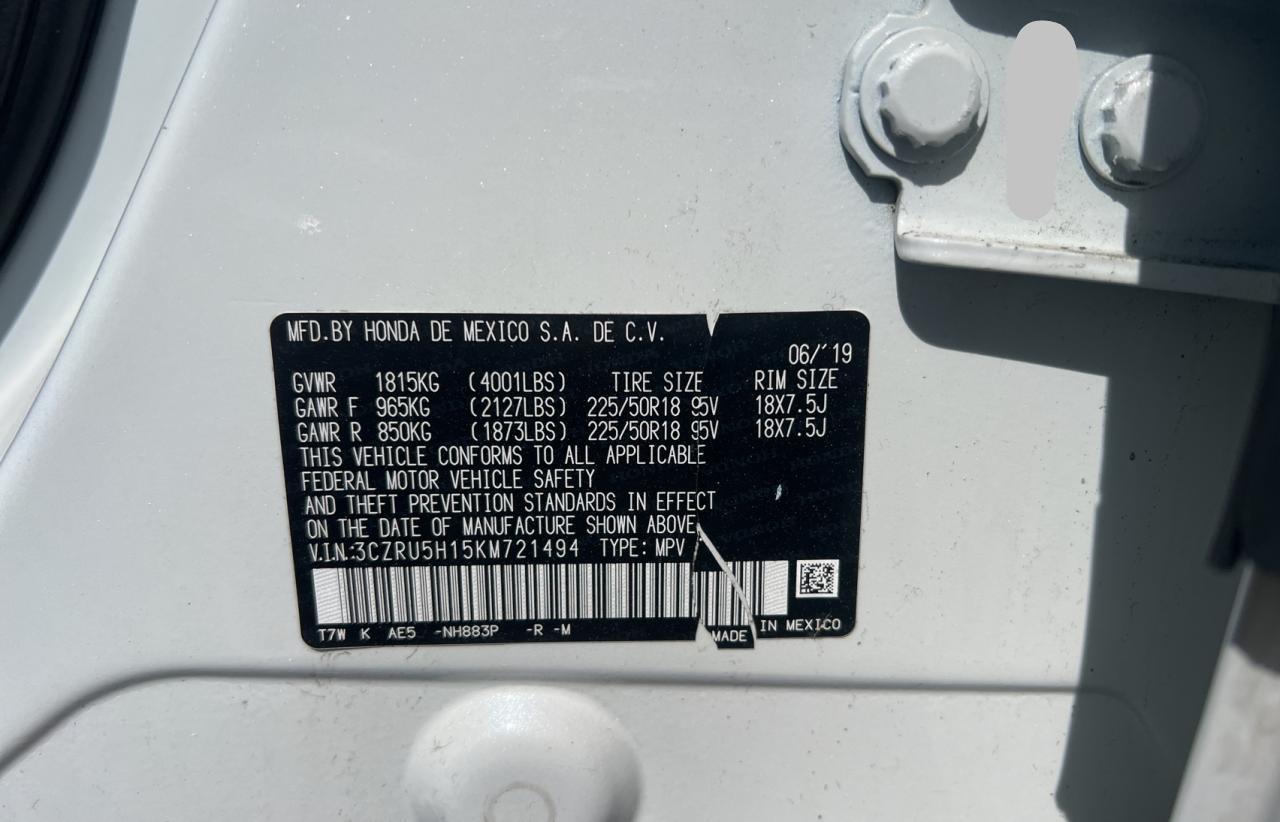 MFD.BY HONDA DE MEXICO S.A. DE C.V.
06/´19
GVWR 1815KG (4001LBS) TIRE SIZE RIM SIZE
GAWR F 965KG (2127LBS) 225/50R18 95V 18X7.5J
GAWR R 850KG (1873LBS) 225/50R18 95V 18X7.5J
THIS VEHICLE CONFORMS TO ALL APPLICABLE
FEDERAL MOTOR VEHICLE SAFETY
AND THEFT PREVENTION STANDARDS IN EFFECT
ON THE DATE OF MANUFACTURE SHOWN ABOVE.
V.I.N.:3CZRU5H15KM721494 TYPE: MPV
T7W K AE5 -NH883P -R -M MADE IN MEXICO